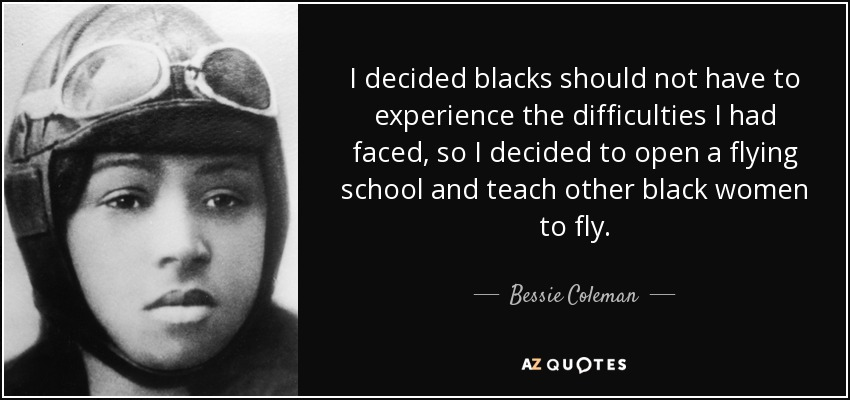 I decided blacks should not have to
experience the difficulties I had
faced, so I decided to open a flying
school and teach other black women
to fly.
Bessie Coleman
AZ QUOTES